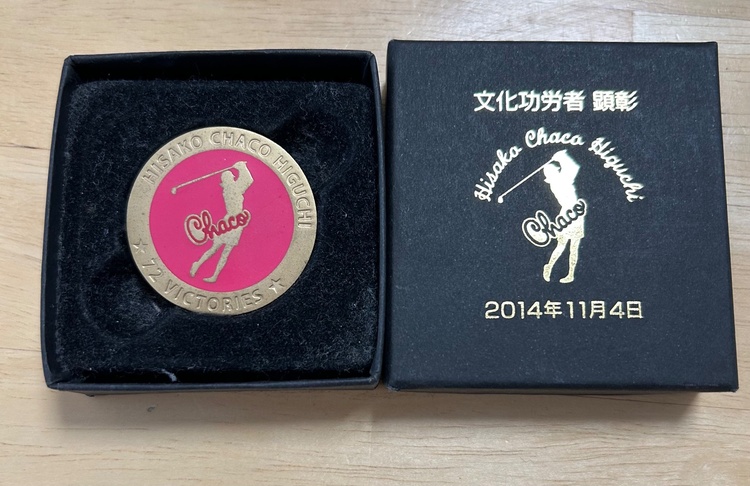 HISAKO CHACO HIGUCHI
Chaco
★ 72 VICTORIES ★
文化功労者 顕彰
Hisako Chaco Higuchi
Chaco
2014年11月4日